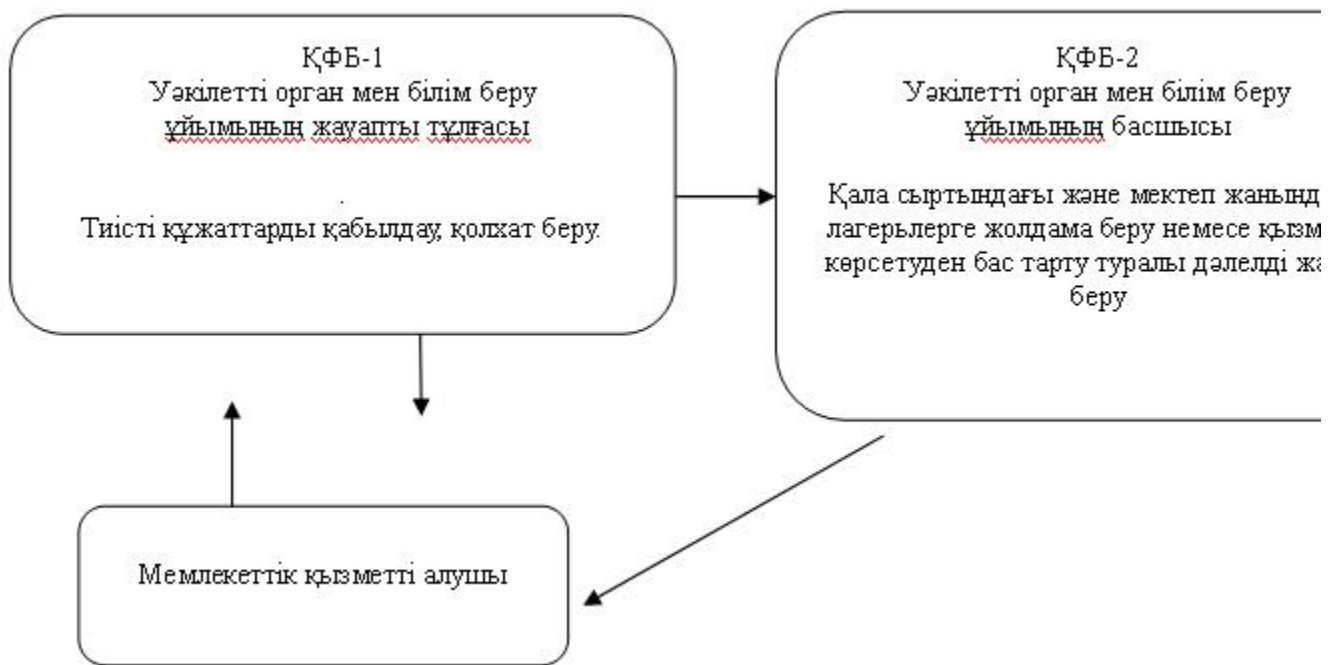 ҚФБ-1
Уәкілетті орган мен білім беру
ұйымының жауапты тұлғасы
Тиісті құжаттарды қабылдау, қолхат беру.
ҚФБ-2
Уәкілетті орган мен білім беру
ұйымының басшысы
Қала сыртындағы және мектеп жанынд
лагерьлерге жолдама беру немесе қызм
көрсетуден бас тарту туралы дәлелді жа
беру
Мемлекеттік қызметті алушы